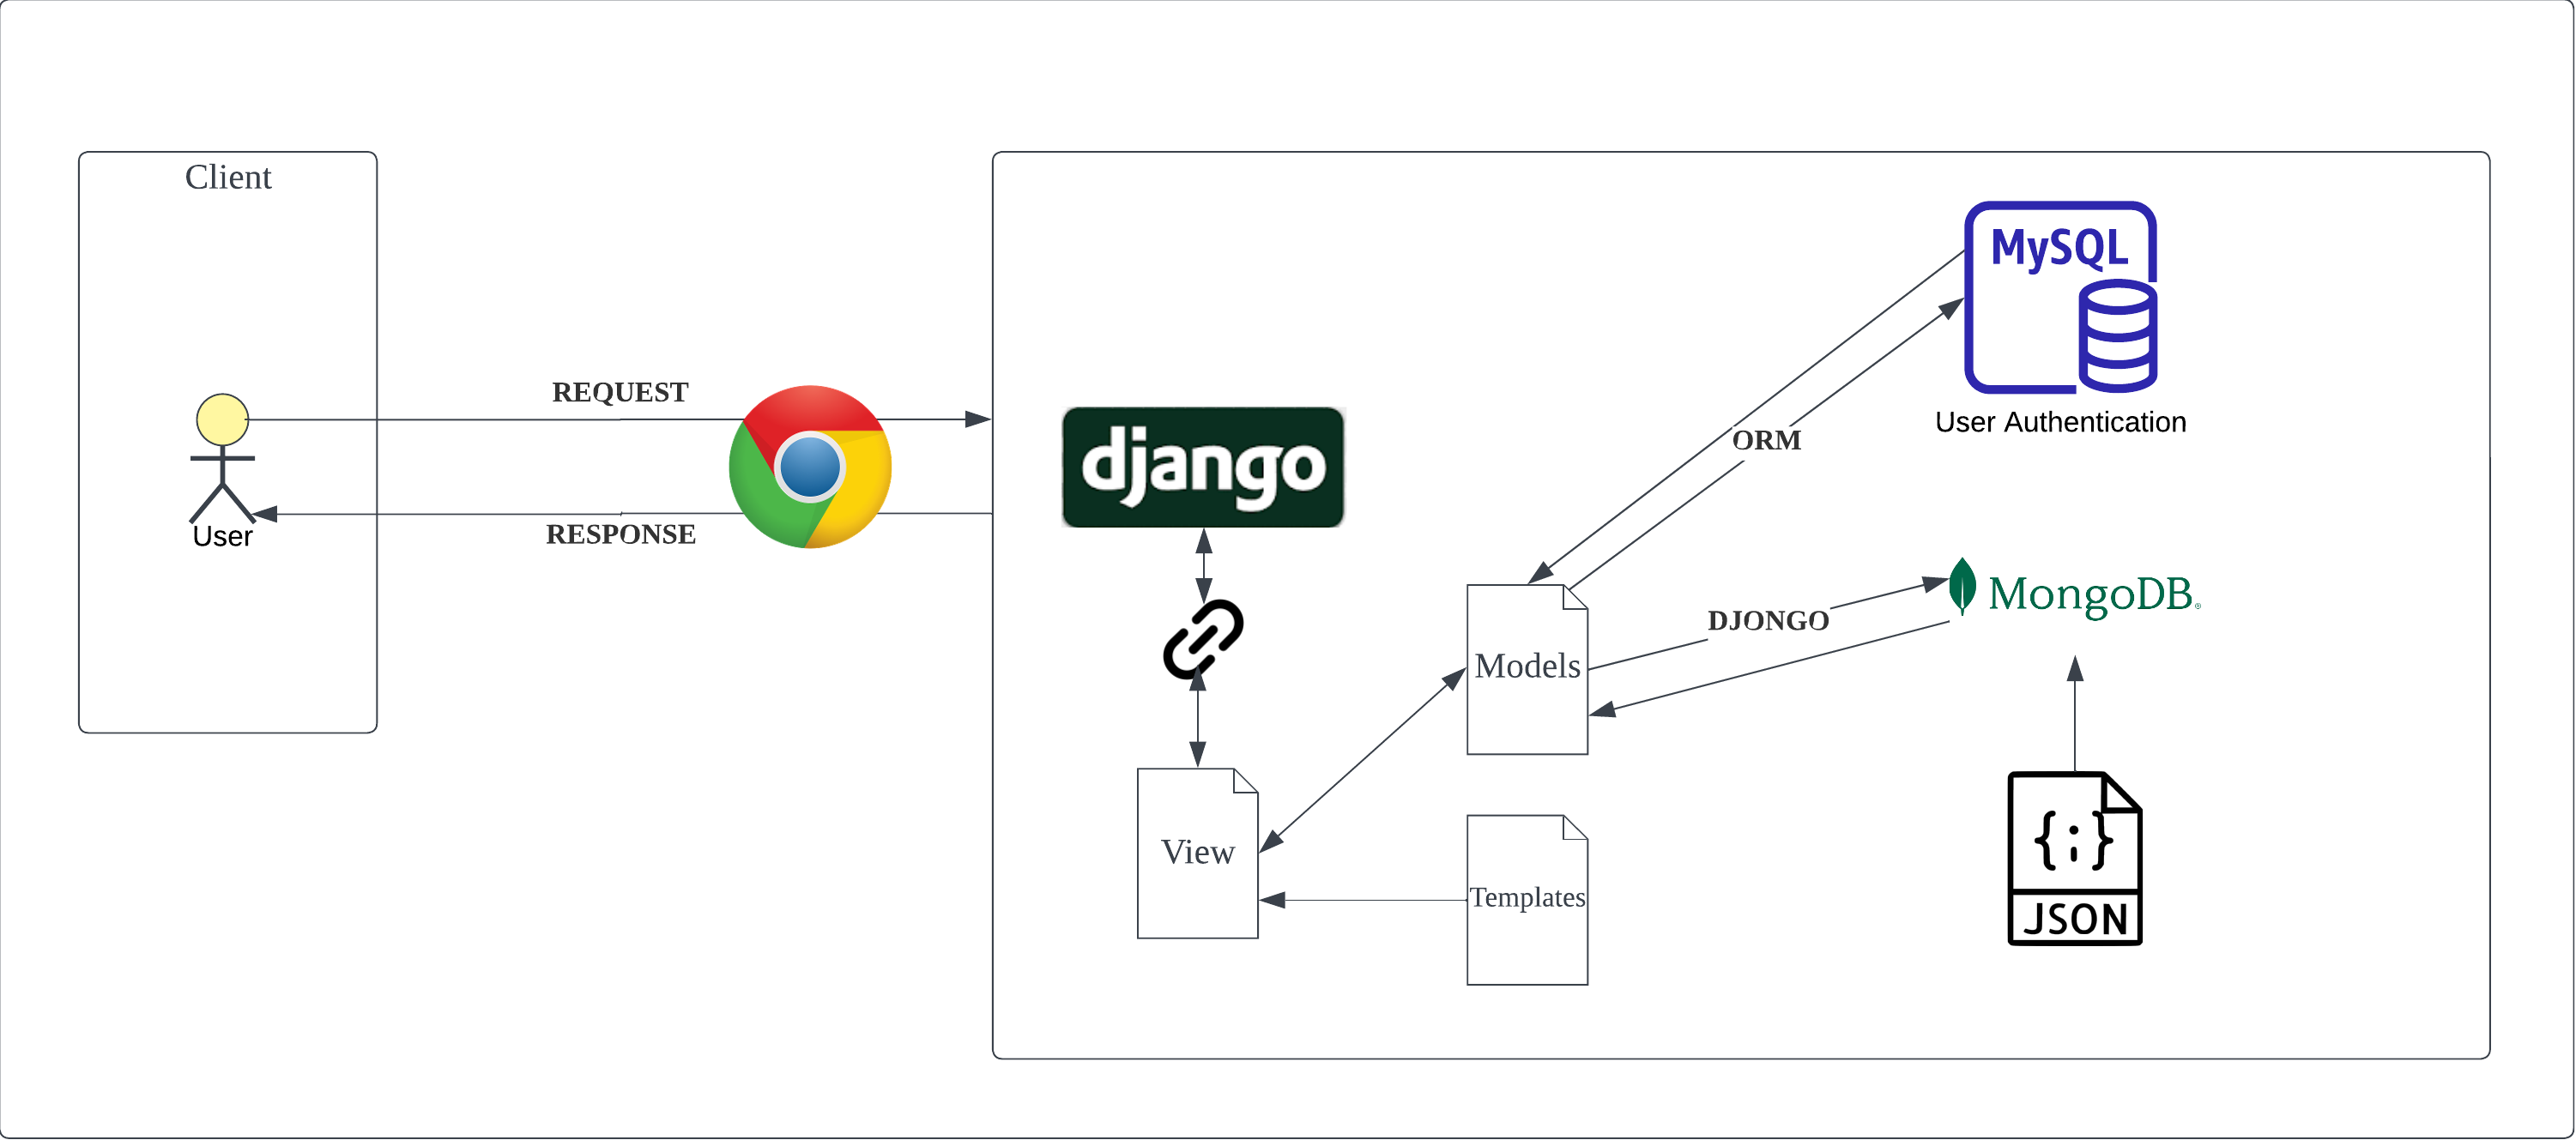 Client
User
REQUEST
RESPONSE
django
View
Models
Templates
ORM
DJONGO
MySQL
User Authentication
MongoDB®
{;}
JSON